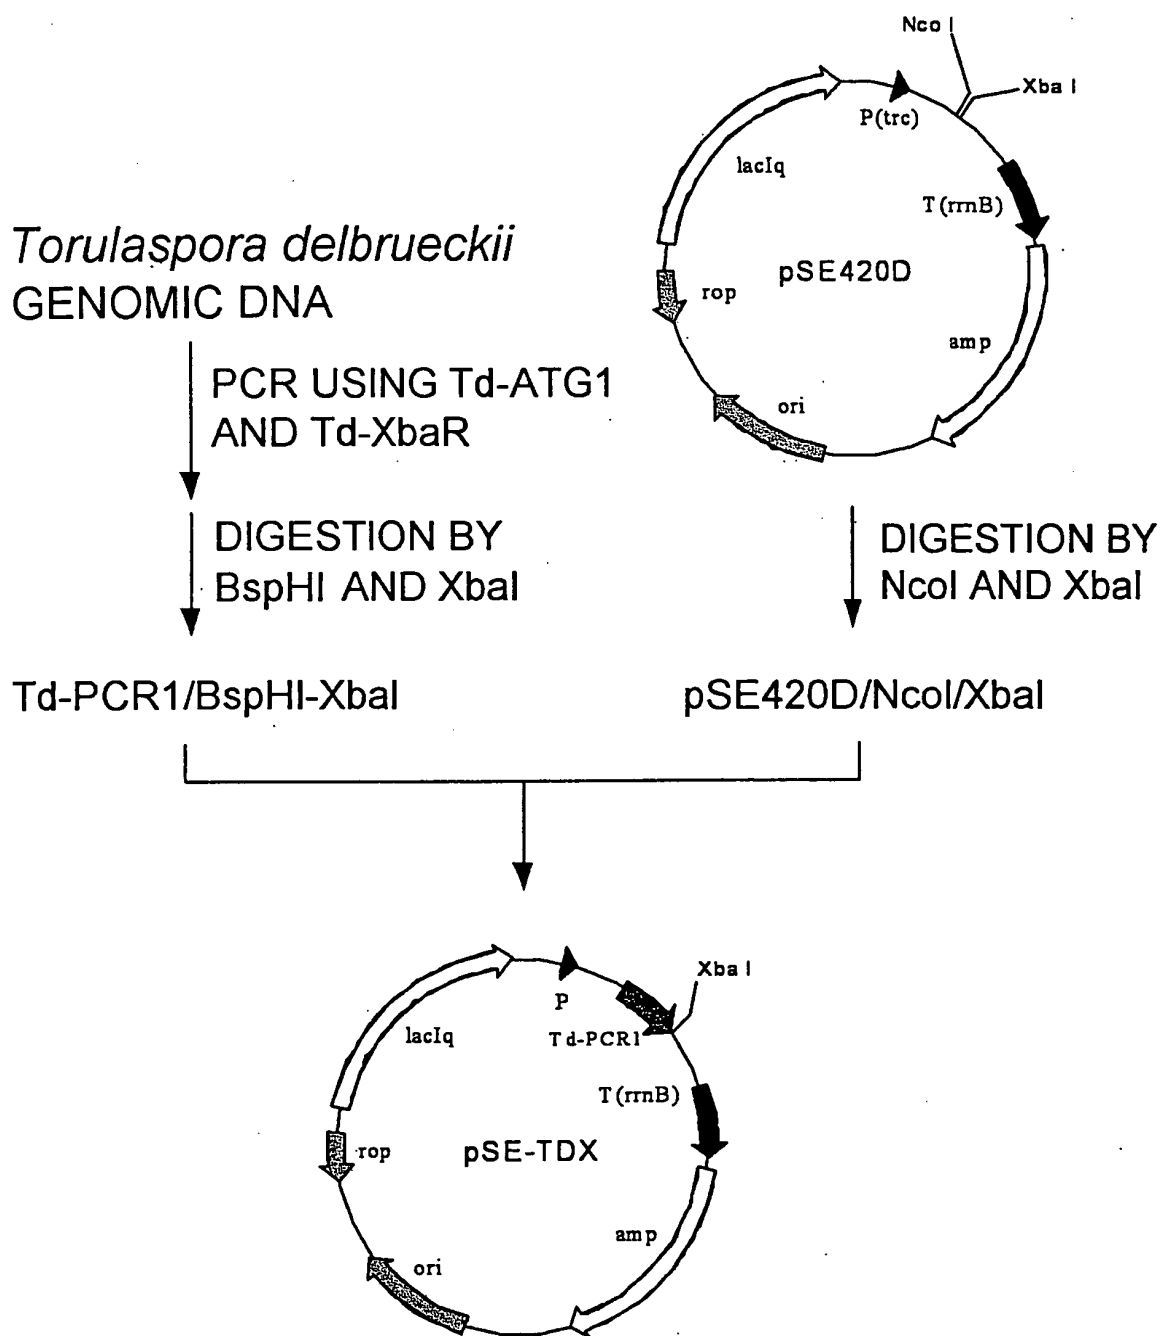 Nco I
Xba I
P(trc)
lacIq
T(rrnB)
Torulaspora delbrueckii
GENOMIC DNA
pSE420D
rop
amp
ori
PCR USING Td-ATG1
AND Td-XbaR
DIGESTION BY
BspHI AND XbaI
DIGESTION BY
NcoI AND XbaI
Td-PCR1/BspHI-XbaI
pSE420D/NcoI/XbaI
Xba I
P
lacIq
Td-PCR1
T(rrnB)
rop
pSE-TDX
amp
ori